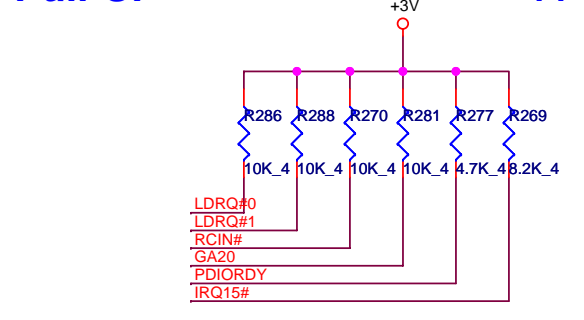 +3V
R286 R288 R270 R281 R277 R269
10K_4 10K_4 10K_4 10K_4 4.7K_4 8.2K_4
LDRQ#0
LDRQ#1
RCIN#
GA20
PDIORDY
IRQ15#